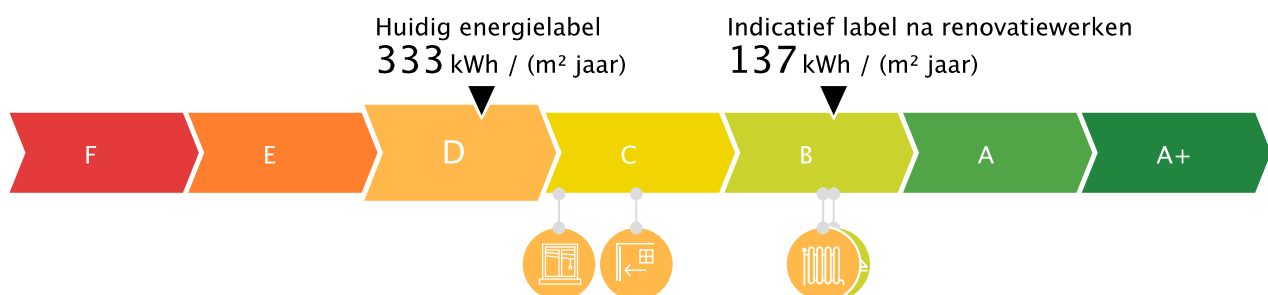 Huidig energielabel
333 kWh / (m² jaar)
Indicatief label na renovatiewerken
137 kWh / (m² jaar)
F
E
D
C
B
A
A+